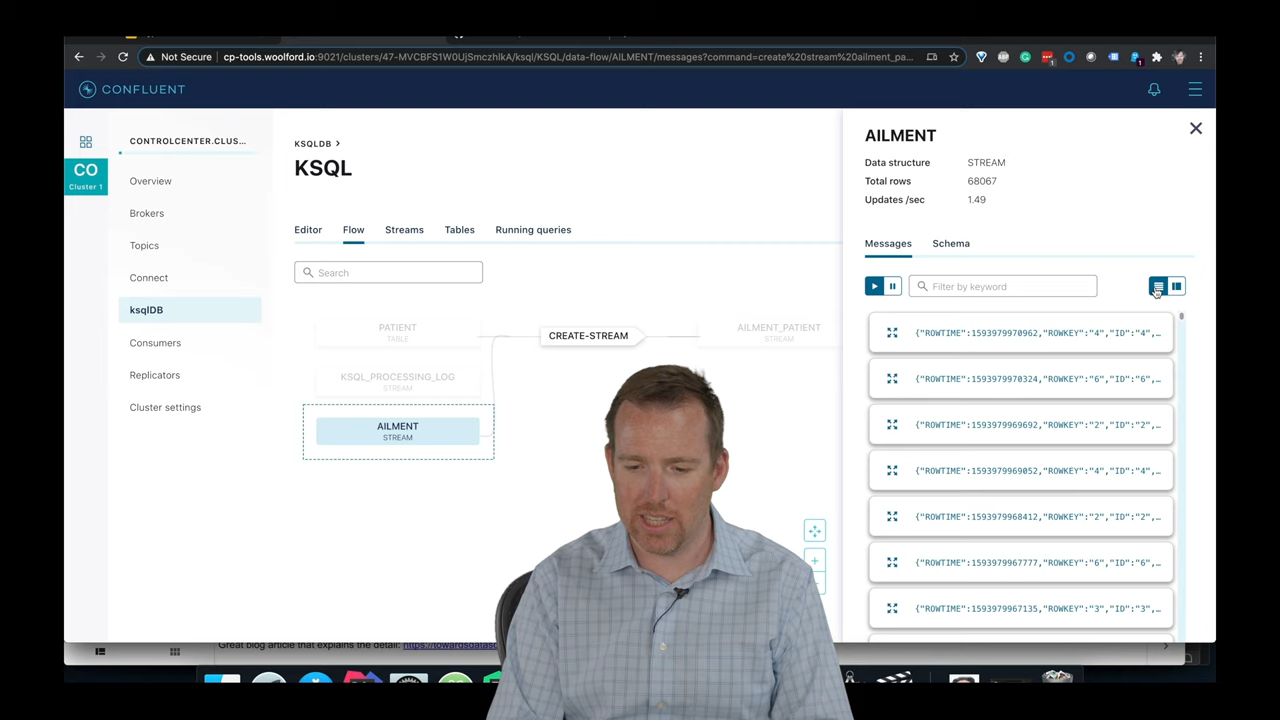 Not Secure cp-tools.woolford.io:9021/clusters/47-MVCBFS1W0UjSmczhlkA/ksql/KSQL/data-flow/AILMENT/messages?command=create%20stream%20ailment_pa...
CONFLUENT
CONTROLCENTER.CLUS...
CO
Cluster 1
Overview
Brokers
Topics
Connect
ksqlDB
Consumers
Replicators
Cluster settings
KSQLDB >
KSQL
Editor Flow Streams Tables Running queries
Search
PATIENT
TABLE
CREATE-STREAM
AILMENT_PATIENT
STREAM
KSQL_PROCESSING_LOG
STREAM
AILMENT
STREAM
AILMENT
Data structure STREAM
Total rows 68067
Updates /sec 1.49
Messages Schema
Filter by keyword
{"ROWTIME":1593979970962,"ROWKEY":"4","ID":"4",...
{"ROWTIME":1593979970324,"ROWKEY":"6","ID":"6",...
{"ROWTIME":1593979969692,"ROWKEY":"2","ID":"2",...
{"ROWTIME":1593979969052,"ROWKEY":"4","ID":"4",...
{"ROWTIME":1593979968412,"ROWKEY":"2","ID":"2",...
{"ROWTIME":1593979967777,"ROWKEY":"6","ID":"6",...
{"ROWTIME":1593979967135,"ROWKEY":"3","ID":"3",...
Great blog article that explains the detail: https://towardsdatasc